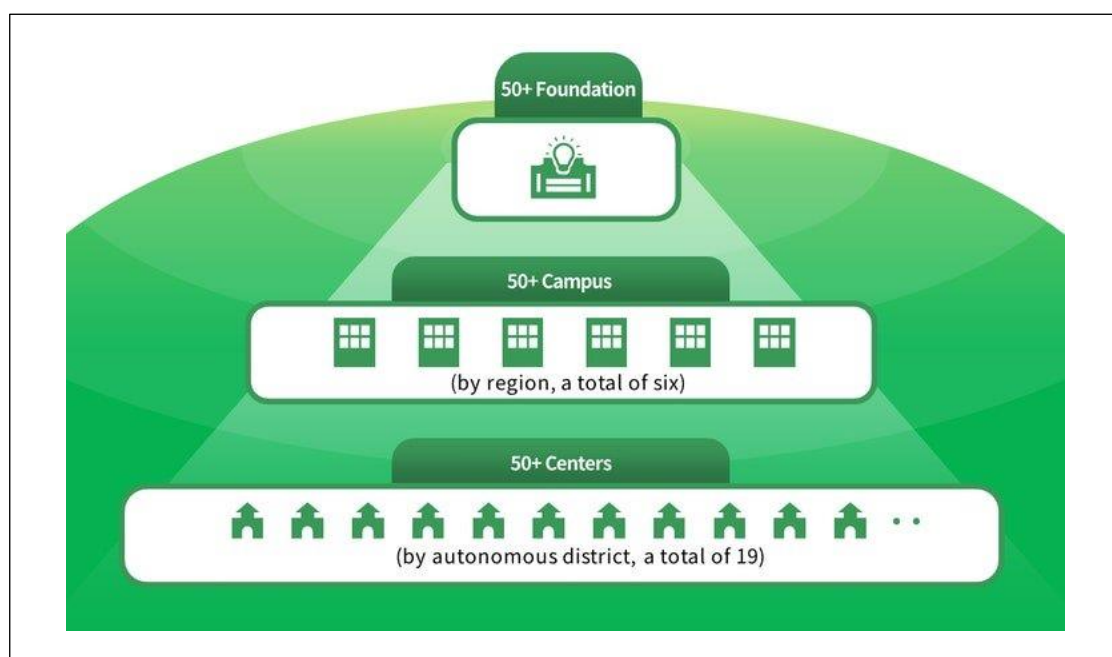 50+ Foundation
50+ Campus
(by region, a total of six)
50+ Centers
(by autonomous district, a total of 19)